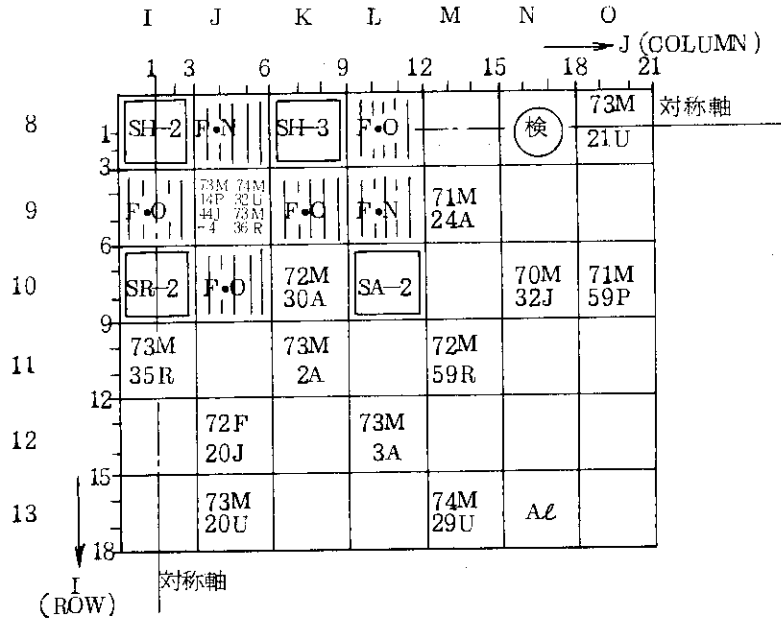 I J K L M N O
J (COLUMN)
1 3 6 9 12 15 18 21
8 1 SH-2 F•N SH-3 F•O 検 73M 対称軸
21U
3
9 F•O 73M 74M F•C F•N 71M
14P 32U 24A
44J 73M
-4 36R
6
10 SR-2 F•O 72M SA-2 70M 71M
30A 32J 59P
9
11 73M 73M 72M
35R 2A 59R
12
12 72F 73M
20J 3A
15
13 73M 74M Aℓ
20U 29U
18
I 対称軸
(ROW)